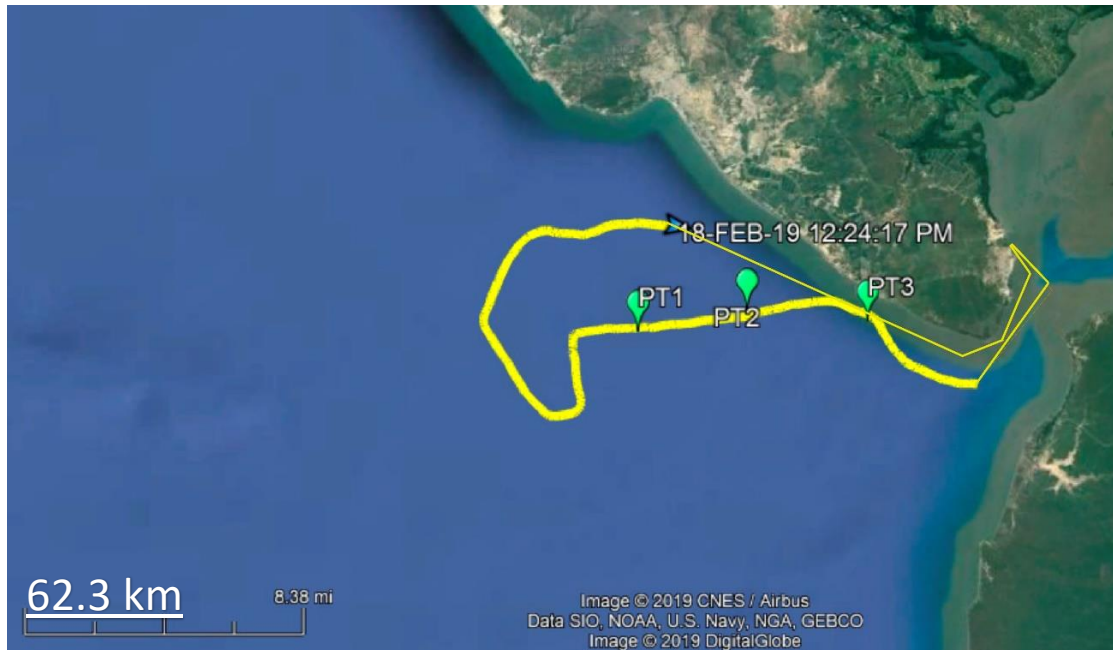 18-FEB-19 12:24:17 PM
PT1
PT2
PT3
62.3 km
8.38 mi
Image © 2019 CNES / Airbus
Data SIO, NOAA, U.S. Navy, NGA, GEBCO
Image © 2019 DigitalGlobe